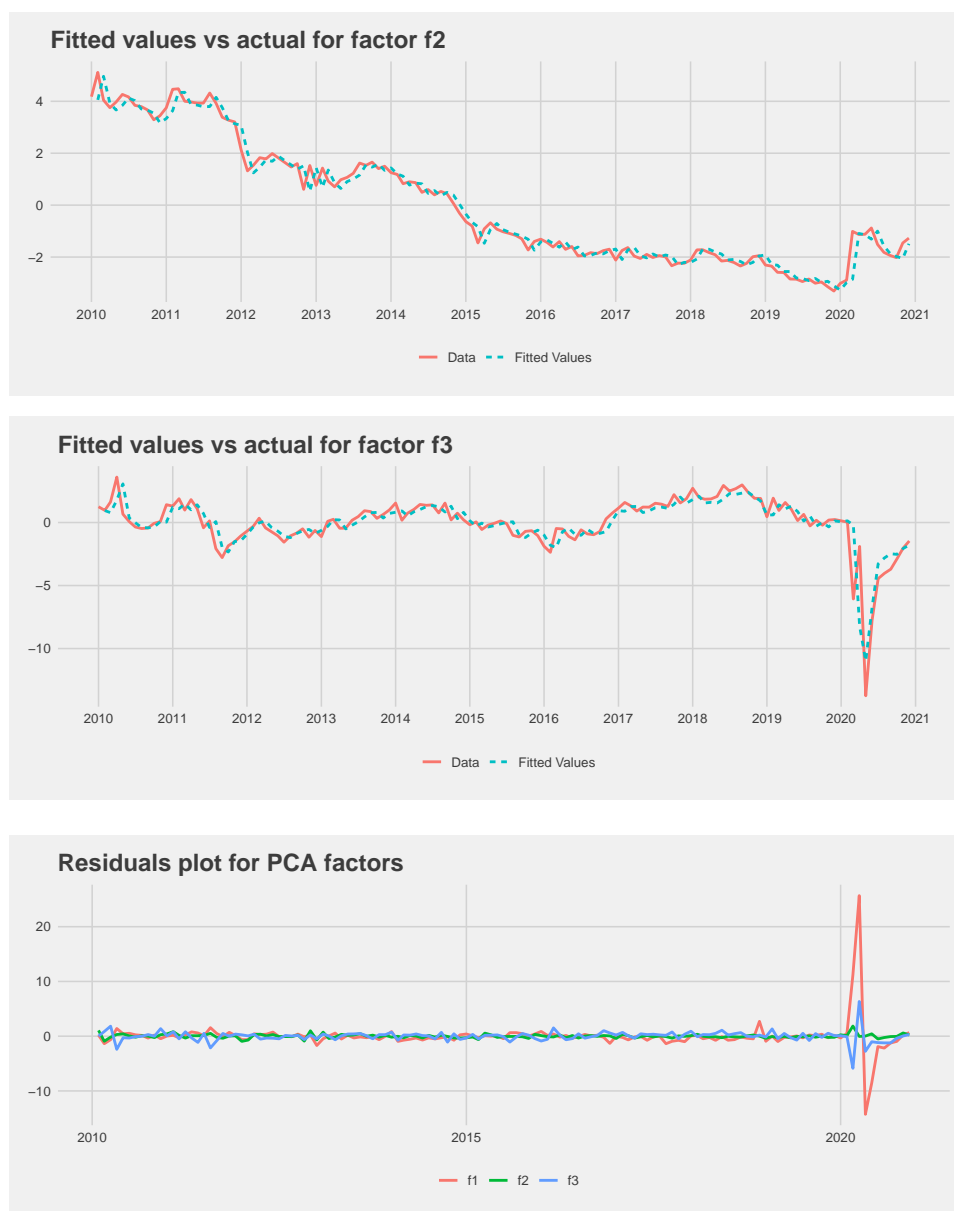 Fitted values vs actual for factor f2
4
2
0
−2
2010 2011 2012 2013 2014 2015 2016 2017 2018 2019 2020 2021
Data Fitted Values
Fitted values vs actual for factor f3
0
−5
−10
2010 2011 2012 2013 2014 2015 2016 2017 2018 2019 2020 2021
Data Fitted Values
Residuals plot for PCA factors
20
10
0
−10
2010 2015 2020
f1 f2 f3